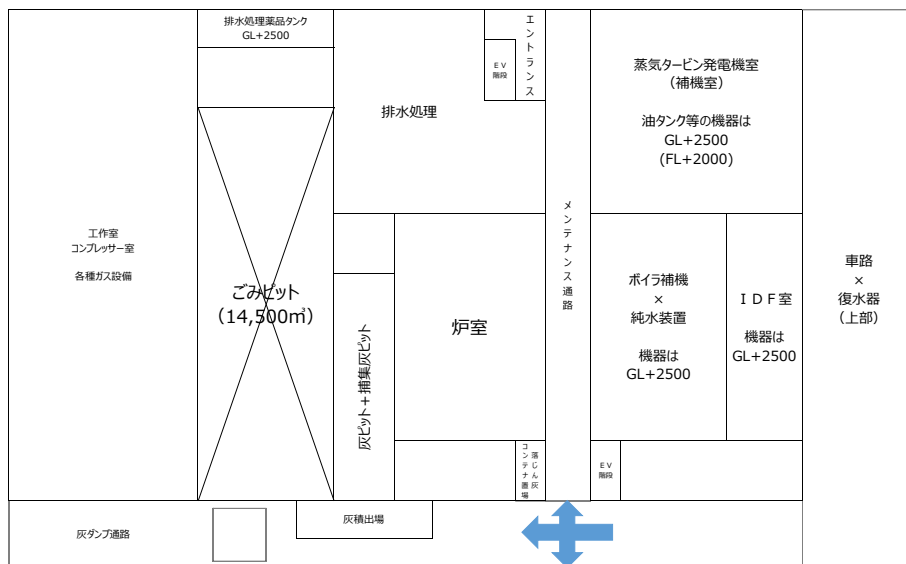 排水処理薬品タンク
GL+2500
エントランス
ＥＶ
階段
排水処理
蒸気タービン発電機室
（補機室）
油タンク等の機器は
GL+2500
(FL+2000)
メンテナンス通路
工作室
コンプレッサー室
各種ガス設備
ごみピット
（14,500㎥）
灰ピット＋捕集灰ピット
炉室
ボイラ補機
×
純水装置
機器は
GL+2500
ＩＤＦ室
機器は
GL+2500
車路
×
復水器
（上部）
落じん灰
コンテナ置場
ＥＶ
階段
灰ダンプ通路
灰積出場